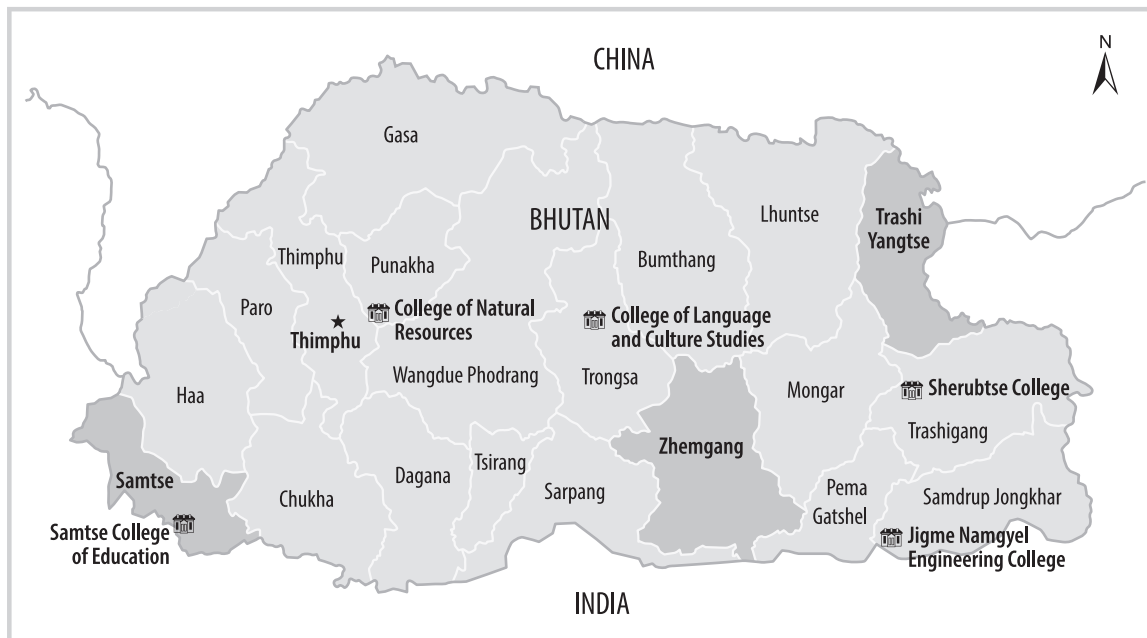 CHINA
N
Gasa
BHUTAN
Lhuntse
Trashi
Yangtse
Thimphu
Punakha
Bumthang
Paro
College of Natural
Resources
College of Language
and Culture Studies
Thimphu
Wangdue Phodrang
Trongsa
Haa
Mongar
Sherubtse College
Trashigang
Zhemgang
Samtse
Chukha
Dagana
Tsirang
Sarpang
Pema
Gatshel
Samdrup Jongkhar
Samtse College
of Education
Jigme Namgyel
Engineering College
INDIA